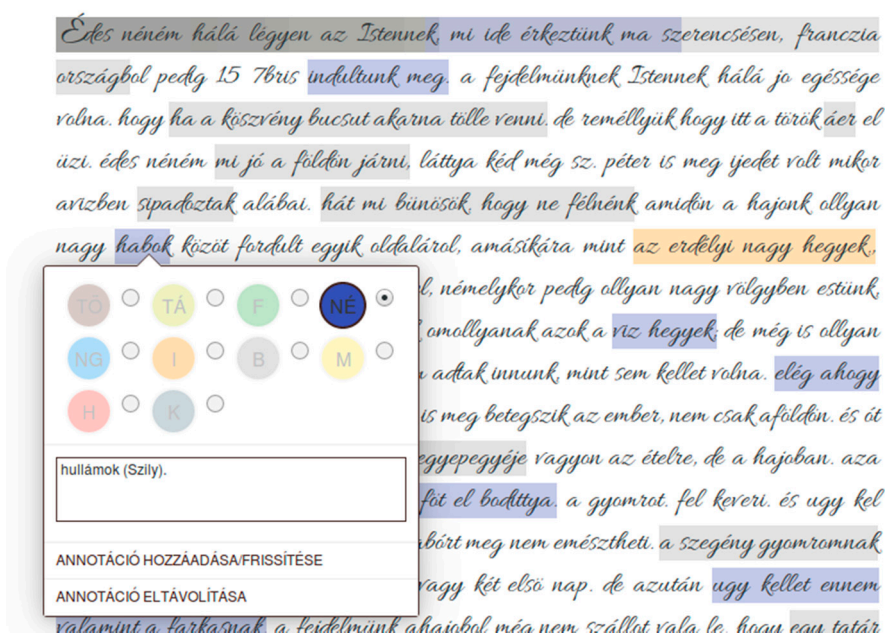 Édes néném hálá légyen az Istennek, mi ide érkeztünk ma szerencsésen, franczia
országbol pedig 15 7bris indultunk meg. a fejdelmünknek Istennek hálá jo egéssége
volna. hogy ha a köszvény bucsut akarna tölle venni. de reméllyük hogy itt a török áer el
üzi. édes néném mi jó a földön járni, láttya kéd még sz. péter is meg ijedet volt mikor
avizben sipadoztak alábai. hát mi bünösök, hogy ne félnénk amidön a hajonk ollyan
nagy habok közöt fordult egyik oldalárol, amásikára mint az erdélyi nagy hegyek.,
l, némelykor pedig ollyan nagy völgyben estünk,
omollyanak azok a viz hegyek; de még is ollyan
adtak innunk, mint sem kellet volna. elég ahogy
is meg betegszik az ember, nem csak aföldön. és ót
egyepegyéje vagyon az ételre, de a hajoban. aza
föt el bodíttya. a gyomrot. fel keveri. és ugy kel
bórt meg nem emésztheti. a szegény gyomromnak
vagy két elsö nap. de azután ugy kellet ennem
valamint a farkasnak. a fejdelmünk ahajobol még nem szállot vala le, hogy egy tatár
TÖ TÁ F NÉ
NG I B M
H K
hullámok (Szily).
ANNOTÁCIÓ HOZZÁADÁSA/FRISSÍTÉSE
ANNOTÁCIÓ ELTÁVOLÍTÁSA